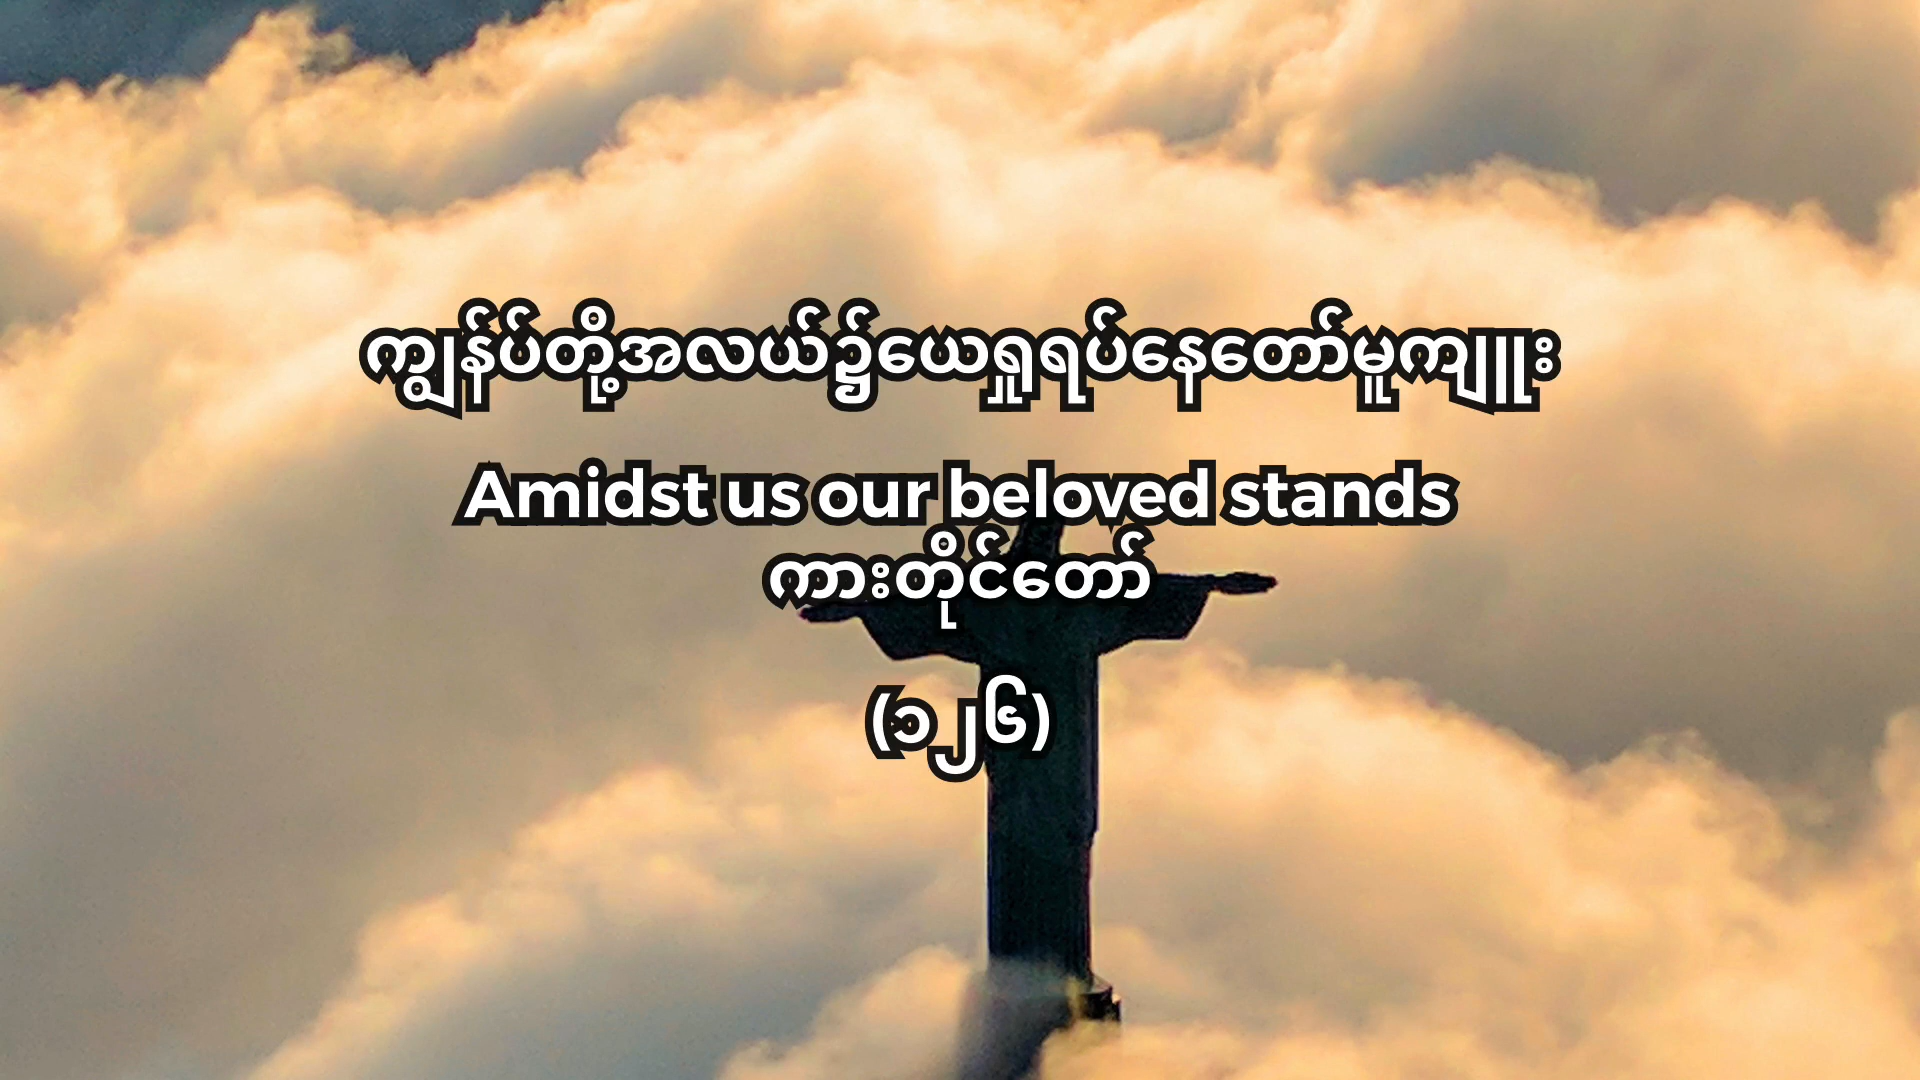 ကျွန်ုပ်တို့အလယ်၌ယေရှုရပ်နေတော်မူကျူး
Amidst us our beloved stands
ကားတိုင်တော်
(၁၂၆)